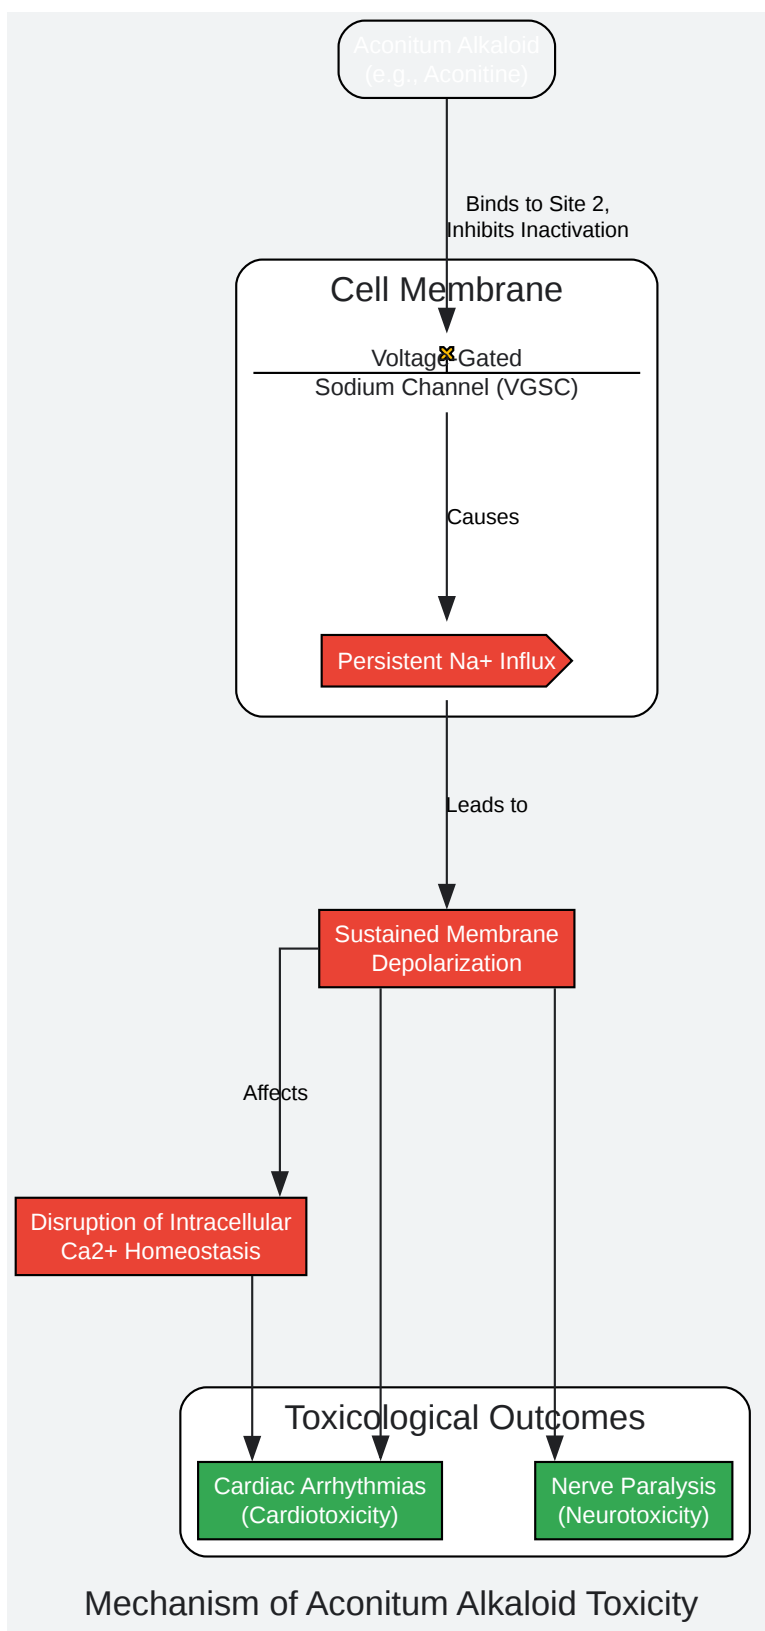 Aconitum Alkaloid
(e.g., Aconitine)
Binds to Site 2,
Inhibits Inactivation
Cell Membrane
Voltage-Gated
Sodium Channel (VGSC)
Causes
Persistent Na+ Influx
Leads to
Sustained Membrane
Depolarization
Affects
Disruption of Intracellular
Ca2+ Homeostasis
Toxicological Outcomes
Cardiac Arrhythmias
(Cardiotoxicity)
Nerve Paralysis
(Neurotoxicity)
Mechanism of Aconitum Alkaloid Toxicity